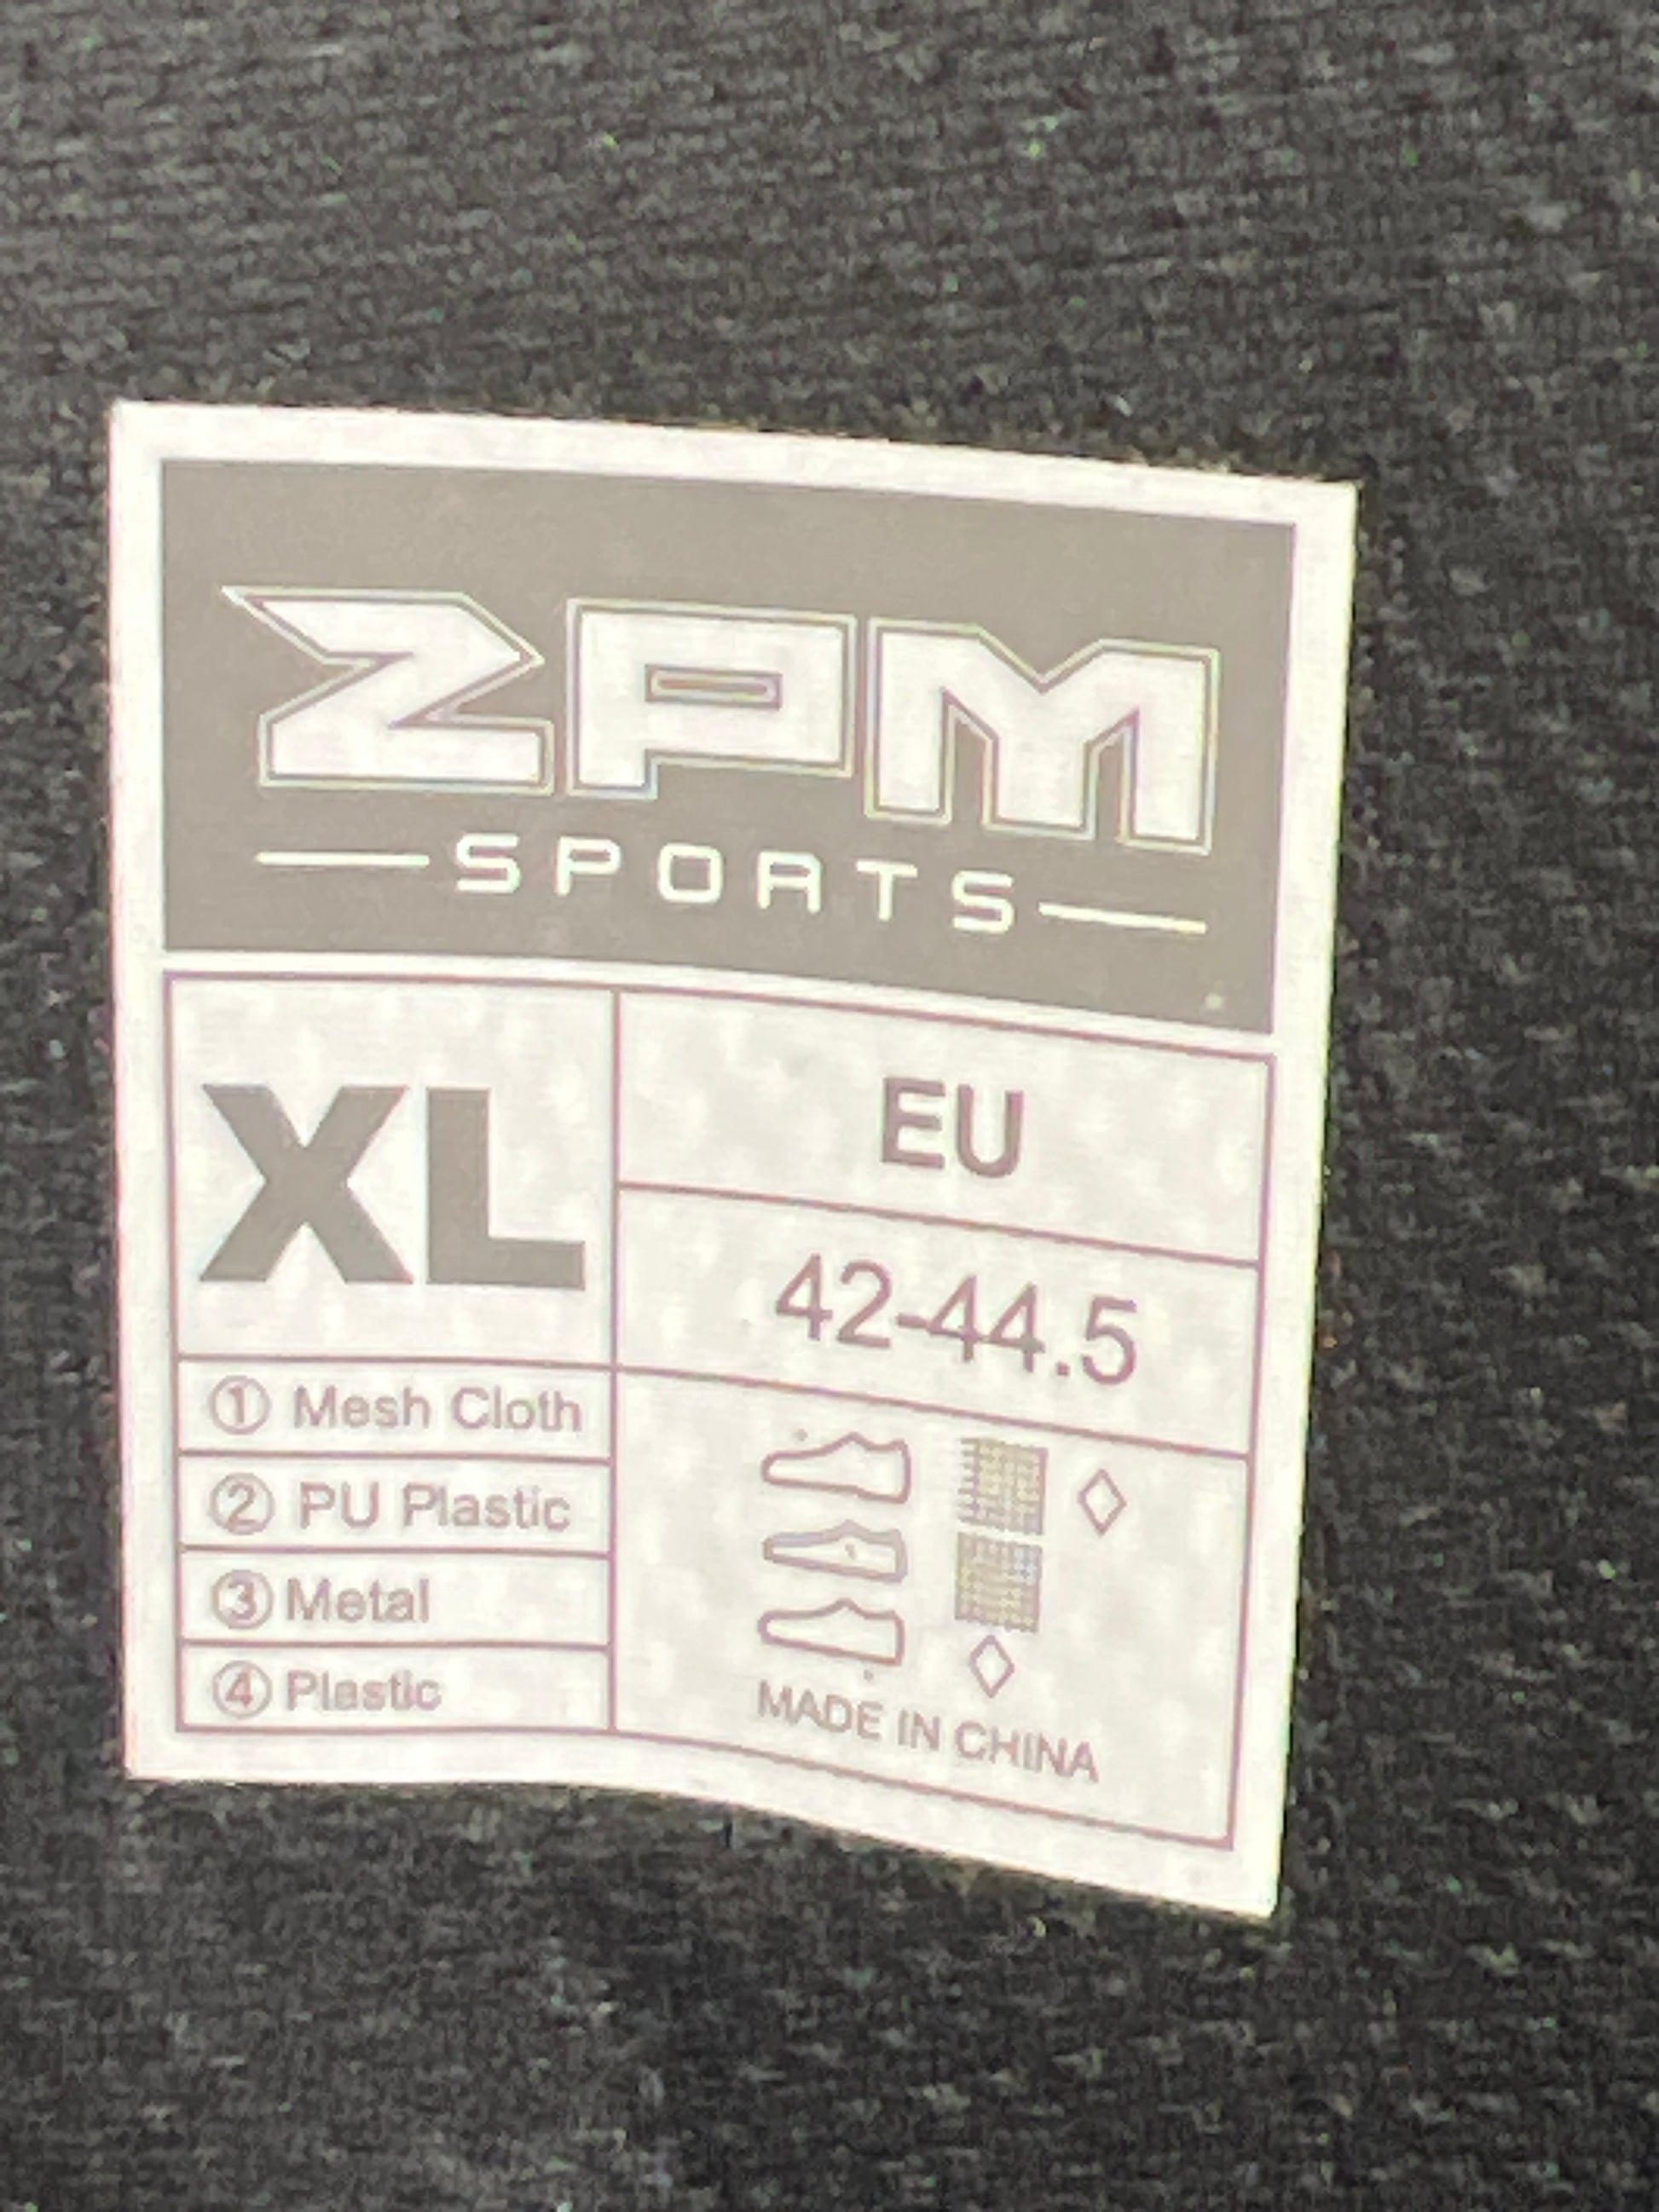 ZPM
SPORTS
XL
EU
42-44.5
① Mesh Cloth
② PU Plastic
③ Metal
④ Plastic
MADE IN CHINA